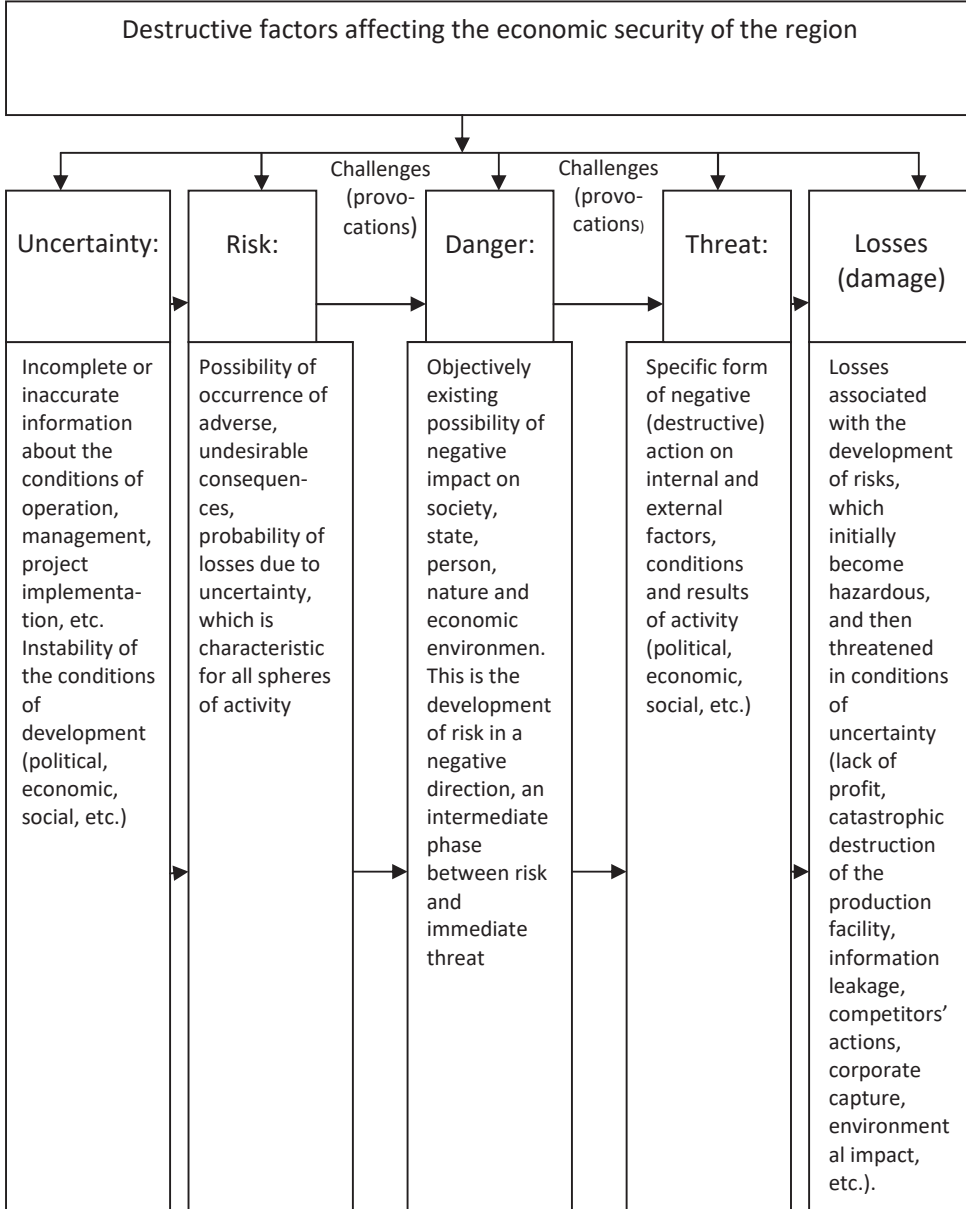 Destructive factors affecting the economic security of the region
Uncertainty:
Risk:
Challenges
(provo-
cations)
Danger:
Challenges
(provo-
cations)
Threat:
Losses
(damage)
Incomplete or
inaccurate
information
about the
conditions of
operation,
management,
project
implementa-
tion, etc.
Instability of
the conditions
of
development
(political,
economic,
social, etc.)
Possibility of
occurrence of
adverse,
undesirable
consequen-
ces,
probability of
losses due to
uncertainty,
which is
characteristic
for all spheres
of activity
Objectively
existing
possibility of
negative
impact on
society,
state,
person,
nature and
economic
environmen.
This is the
development
of risk in a
negative
direction, an
intermediate
phase
between risk
and
immediate
threat
Specific form
of negative
(destructive)
action on
internal and
external
factors,
conditions
and results
of activity
(political,
economic,
social, etc.)
Losses
associated
with the
development
of risks,
which
initially
become
hazardous,
and then
threatened
in conditions
of
uncertainty
(lack of
profit,
catastrophic
destruction
of the
production
facility,
information
leakage,
competitors’
actions,
corporate
capture,
environment
al impact,
etc.).